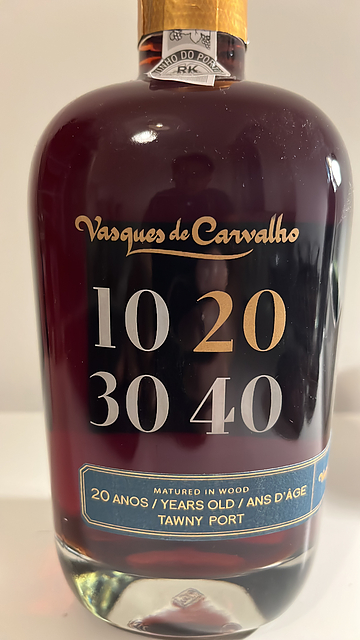 VINHO DO PORTO
RK
Vasques de Carvalho
10 20
30 40
MATURED IN WOOD
20 ANOS / YEARS OLD / ANS D'ÂGE
TAWNY PORT